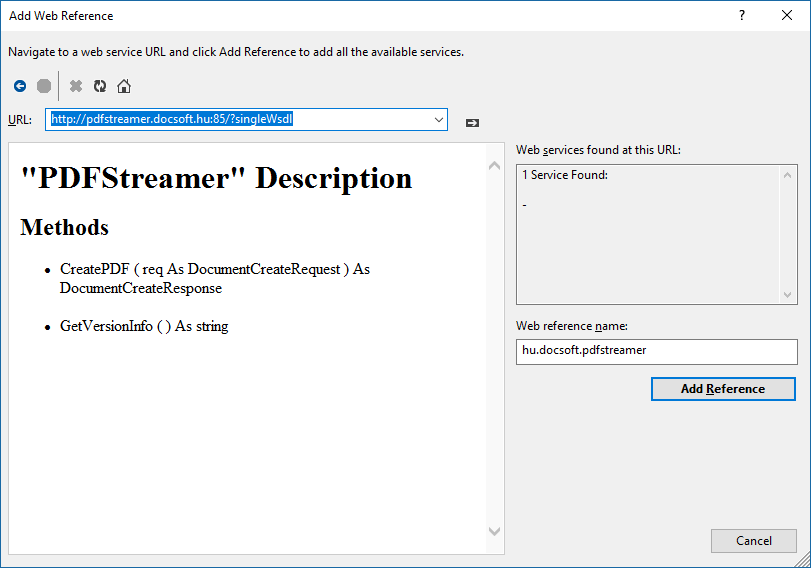 Add Web Reference
?
Navigate to a web service URL and click Add Reference to add all the available services.
URL:
http://pdfstreamer.docsoft.hu:85/?singleWsdl
"PDFStreamer" Description
Methods
• CreatePDF ( req As DocumentCreateRequest ) As
DocumentCreateResponse
• GetVersionInfo ( ) As string
Web services found at this URL:
1 Service Found:
-
Web reference name:
hu.docsoft.pdfstreamer
Add Reference
Cancel